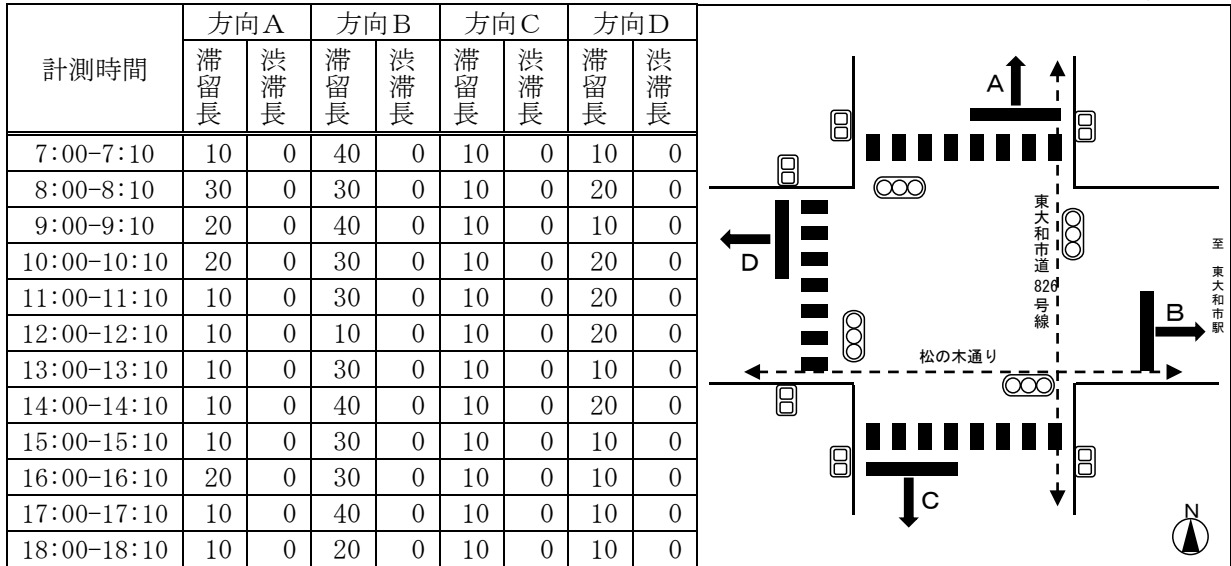 計測時間 方向A 方向B 方向C 方向D
滞留長 渋滞長 滞留長 渋滞長 滞留長 渋滞長 滞留長 渋滞長
7:00-7:10 10 0 40 0 10 0 10 0
8:00-8:10 30 0 30 0 10 0 20 0
9:00-9:10 20 0 40 0 10 0 10 0
10:00-10:10 20 0 30 0 10 0 20 0
11:00-11:10 10 0 30 0 10 0 20 0
12:00-12:10 10 0 10 0 10 0 20 0
13:00-13:10 10 0 30 0 10 0 10 0
14:00-14:10 10 0 40 0 10 0 20 0
15:00-15:10 10 0 30 0 10 0 10 0
16:00-16:10 20 0 30 0 10 0 10 0
17:00-17:10 10 0 40 0 10 0 10 0
18:00-18:10 10 0 20 0 10 0 10 0
A
東大和市道826号線
至 東大和市駅
D
B
松の木通り
C
N